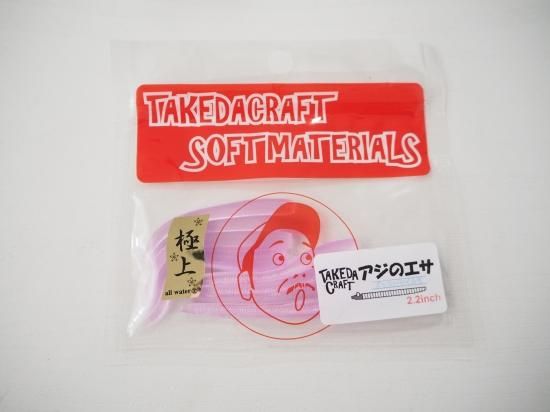 TAKEDACRAFT
SOFTMATERIALS
極上
all water
TAKEDA
CRAFT
アジのエサ
2.2inch